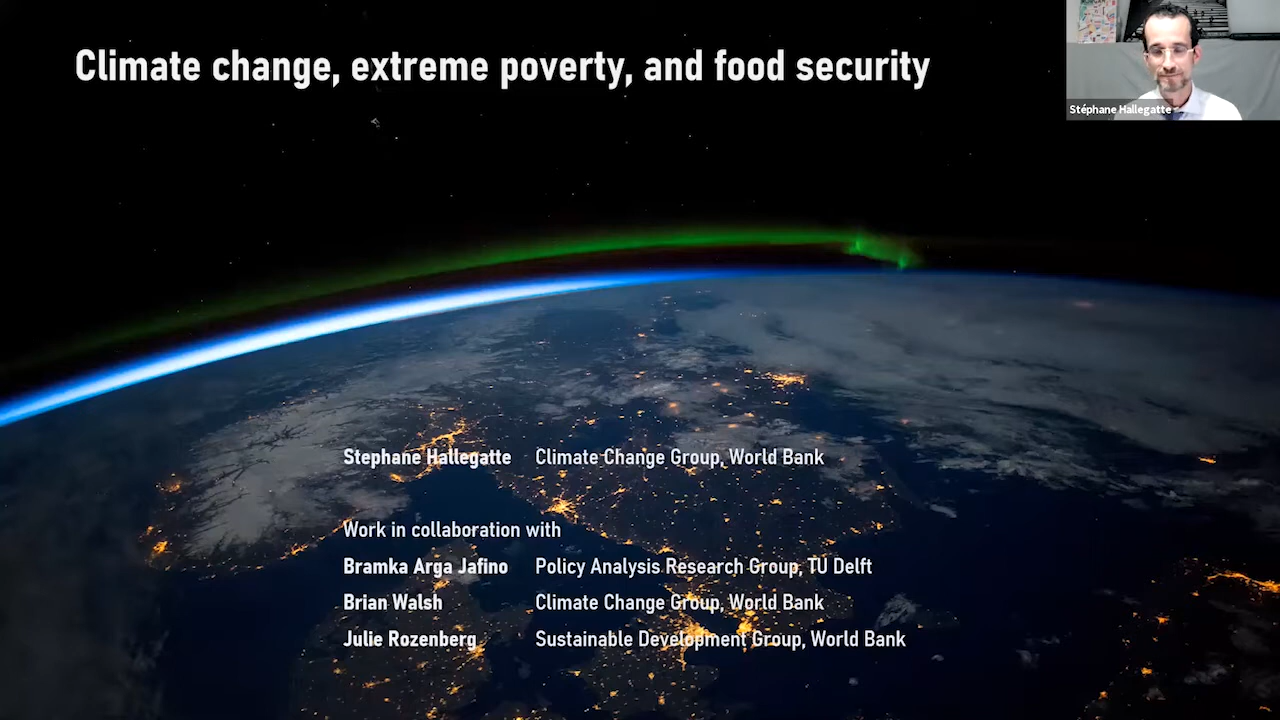 Climate change, extreme poverty, and food security
Stéphane Hallegatte
Stephane Hallegatte Climate Change Group, World Bank
Work in collaboration with
Bramka Arga Jafino Policy Analysis Research Group, TU Delft
Brian Walsh Climate Change Group, World Bank
Julie Rozenberg Sustainable Development Group, World Bank